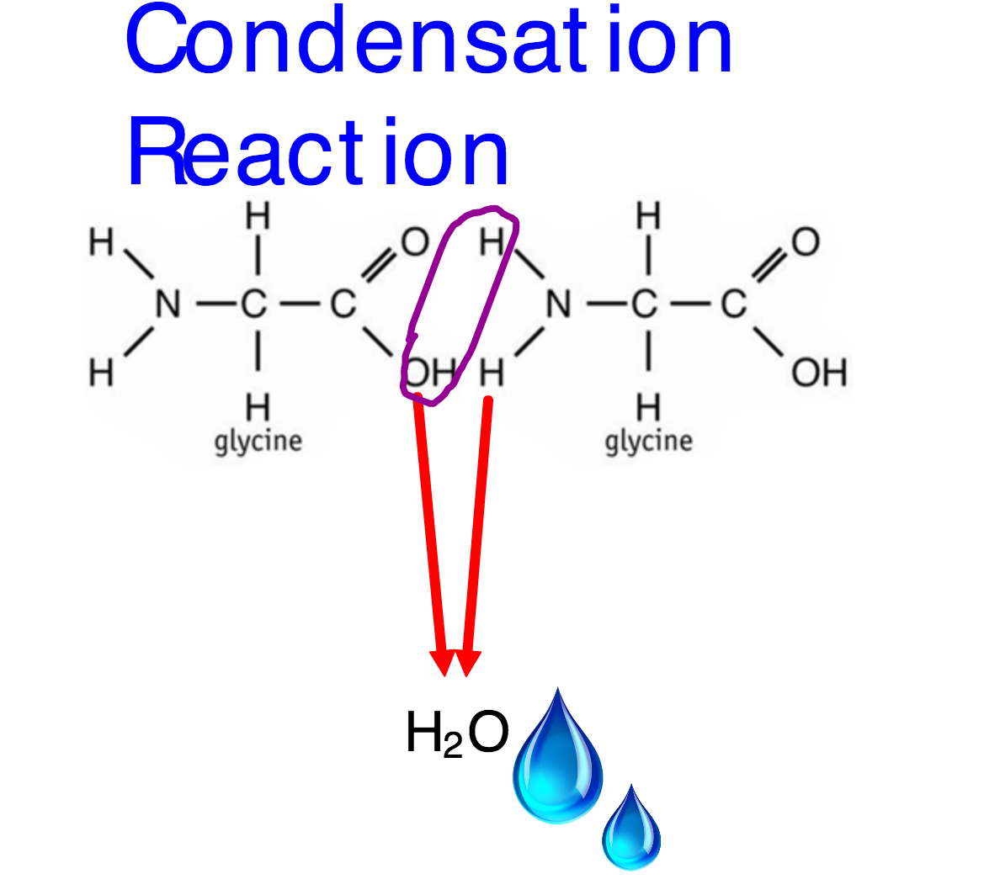 Condensation
Reaction
H H O H H O
H N C C OH H N C C OH
H H
glycine glycine
H₂O